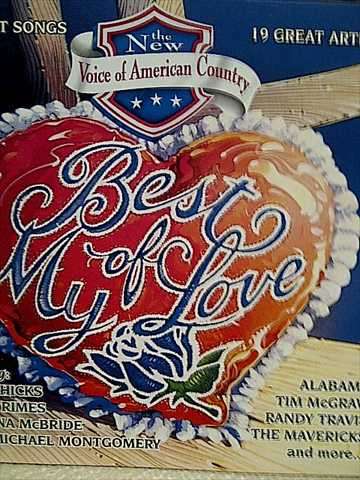 T SONGS
the
New
19 GREAT ARTI
Voice of American Country
Best
of
My Love
g:
HICKS
RIMES
NA McBRIDE
MICHAEL MONTGOMERY
ALABAM
TIM McGRAW
RANDY TRAVIS
THE MAVERICKS
and more...